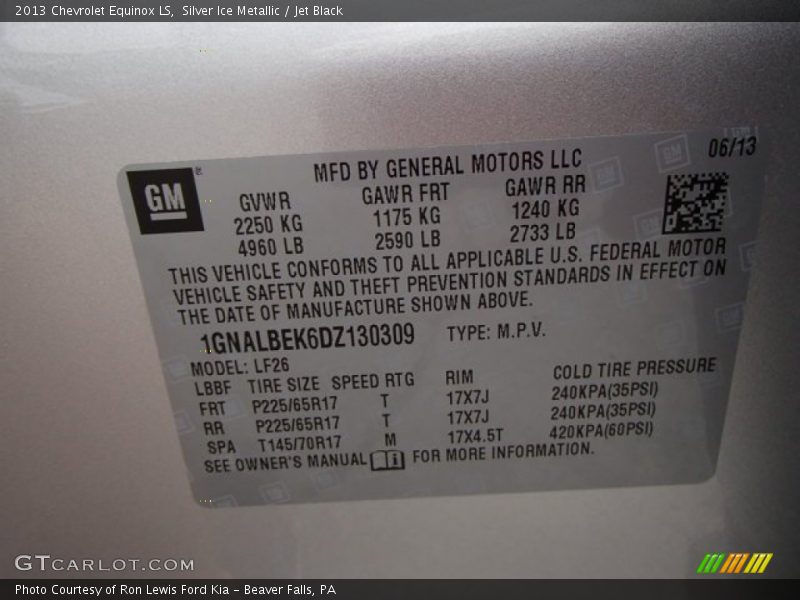 2013 Chevrolet Equinox LS, Silver Ice Metallic / Jet Black
06/13
MFD BY GENERAL MOTORS LLC
GM ®
GVWR GAWR FRT GAWR RR
2250 KG 1175 KG 1240 KG
4960 LB 2590 LB 2733 LB
THIS VEHICLE CONFORMS TO ALL APPLICABLE U.S. FEDERAL MOTOR
VEHICLE SAFETY AND THEFT PREVENTION STANDARDS IN EFFECT ON
THE DATE OF MANUFACTURE SHOWN ABOVE.
1GNALBEK6DZ130309 TYPE: M.P.V.
MODEL: LF26
LBBF TIRE SIZE SPEED RTG RIM COLD TIRE PRESSURE
FRT P225/65R17 T 17X7J 240KPA(35PSI)
RR P225/65R17 T 17X7J 240KPA(35PSI)
SPA T145/70R17 M 17X4.5T 420KPA(60PSI)
SEE OWNER'S MANUAL FOR MORE INFORMATION.
GTCARLOT.COM
Photo Courtesy of Ron Lewis Ford Kia - Beaver Falls, PA